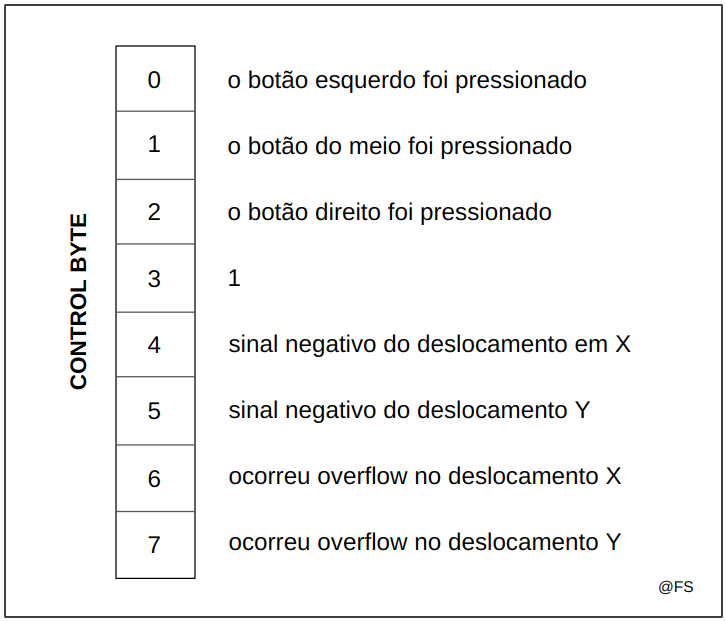 CONTROL BYTE
0 o botão esquerdo foi pressionado
1 o botão do meio foi pressionado
2 o botão direito foi pressionado
3 1
4 sinal negativo do deslocamento em X
5 sinal negativo do deslocamento Y
6 ocorreu overflow no deslocamento X
7 ocorreu overflow no deslocamento Y
@FS